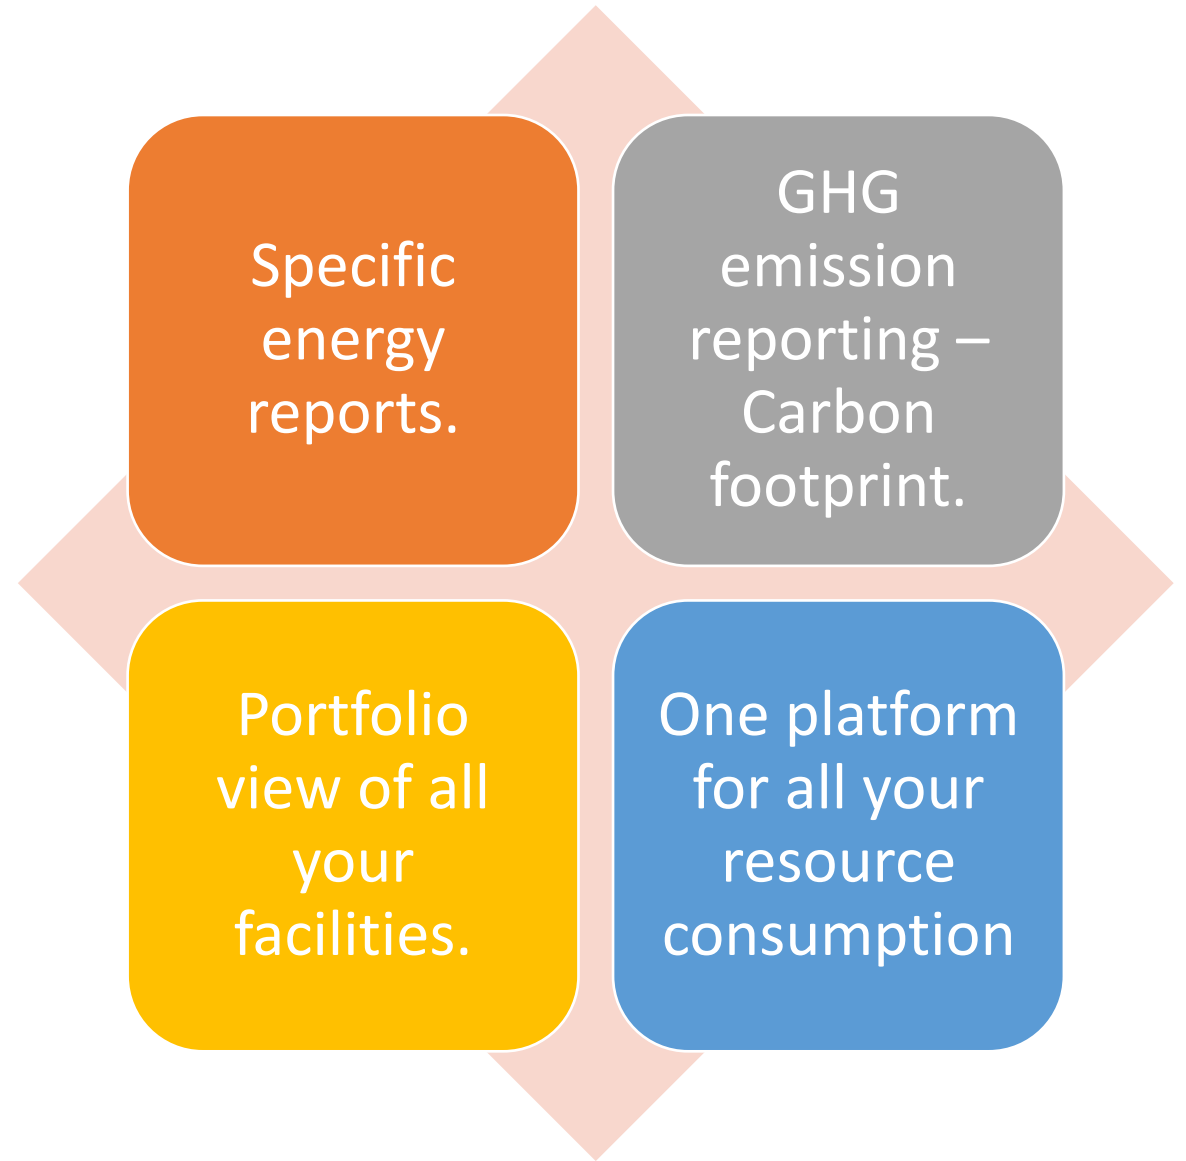 Specific
energy
reports.
GHG
emission
reporting –
Carbon
footprint.
Portfolio
view of all
your
facilities.
One platform
for all your
resource
consumption